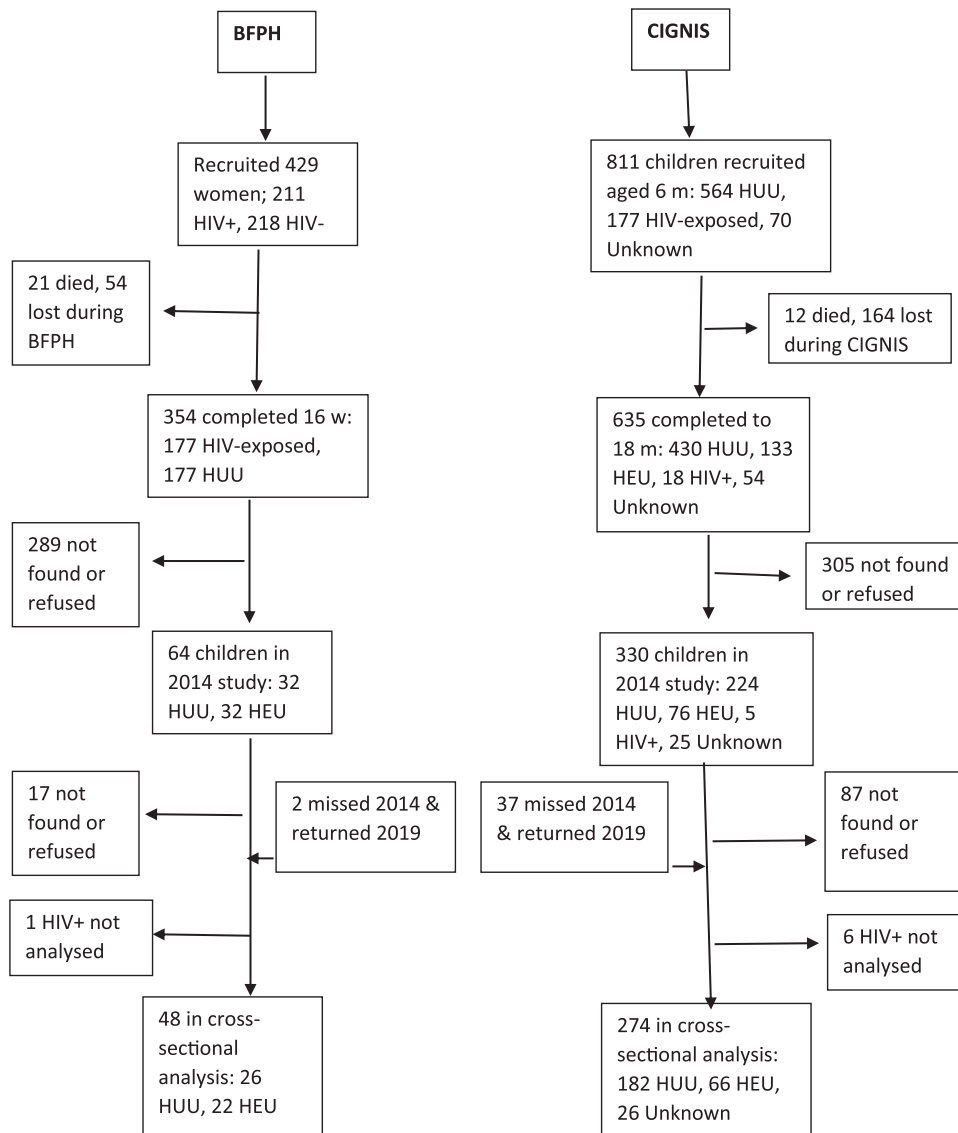 BFPH
Recruited 429
women; 211
HIV+, 218 HIV-
21 died, 54
lost during
BFPH
354 completed 16 w:
177 HIV-exposed,
177 HUU
289 not
found or
refused
64 children in
2014 study: 32
HUU, 32 HEU
17 not
found or
refused
2 missed 2014 &
returned 2019
1 HIV+ not
analysed
48 in cross-
sectional
analysis: 26
HUU, 22 HEU
CIGNIS
811 children recruited
aged 6 m: 564 HUU,
177 HIV-exposed, 70
Unknown
12 died, 164 lost
during CIGNIS
635 completed to
18 m: 430 HUU, 133
HEU, 18 HIV+, 54
Unknown
305 not found
or refused
330 children in
2014 study: 224
HUU, 76 HEU, 5
HIV+, 25 Unknown
37 missed 2014
& returned 2019
87 not
found or
refused
6 HIV+ not
analysed
274 in cross-
sectional analysis:
182 HUU, 66 HEU,
26 Unknown